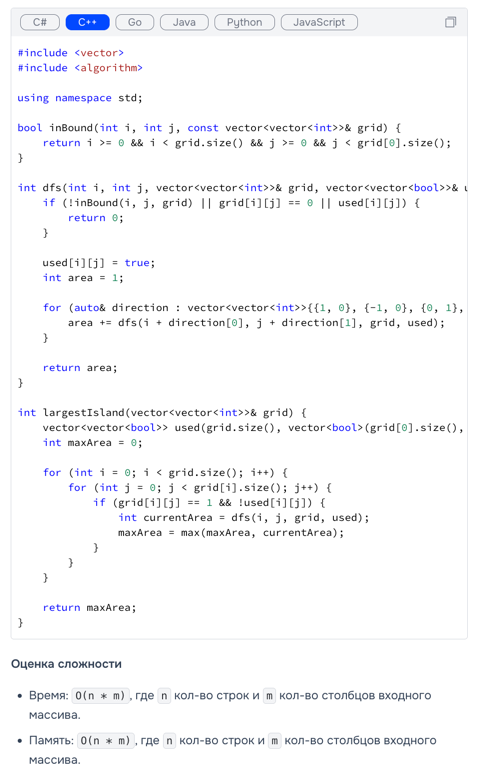 C# C++ Go Java Python JavaScript
#include <vector>
#include <algorithm>
using namespace std;
bool inBound(int i, int j, const vector<vector<int>>& grid) {
    return i >= 0 && i < grid.size() && j >= 0 && j < grid[0].size();
}
int dfs(int i, int j, vector<vector<int>>& grid, vector<vector<bool>>& u
    if (!inBound(i, j, grid) || grid[i][j] == 0 || used[i][j]) {
        return 0;
    }
    used[i][j] = true;
    int area = 1;
    for (auto& direction : vector<vector<int>>{{1, 0}, {-1, 0}, {0, 1},
        area += dfs(i + direction[0], j + direction[1], grid, used);
    }
    return area;
}
int largestIsland(vector<vector<int>>& grid) {
    vector<vector<bool>> used(grid.size(), vector<bool>(grid[0].size(),
    int maxArea = 0;
    for (int i = 0; i < grid.size(); i++) {
        for (int j = 0; j < grid[i].size(); j++) {
            if (grid[i][j] == 1 && !used[i][j]) {
                int currentArea = dfs(i, j, grid, used);
                maxArea = max(maxArea, currentArea);
            }
        }
    }
    return maxArea;
}
Оценка сложности
• Время: O(n * m), где n кол-во строк и m кол-во столбцов входного
массива.
• Память: O(n * m), где n кол-во строк и m кол-во столбцов входного
массива.